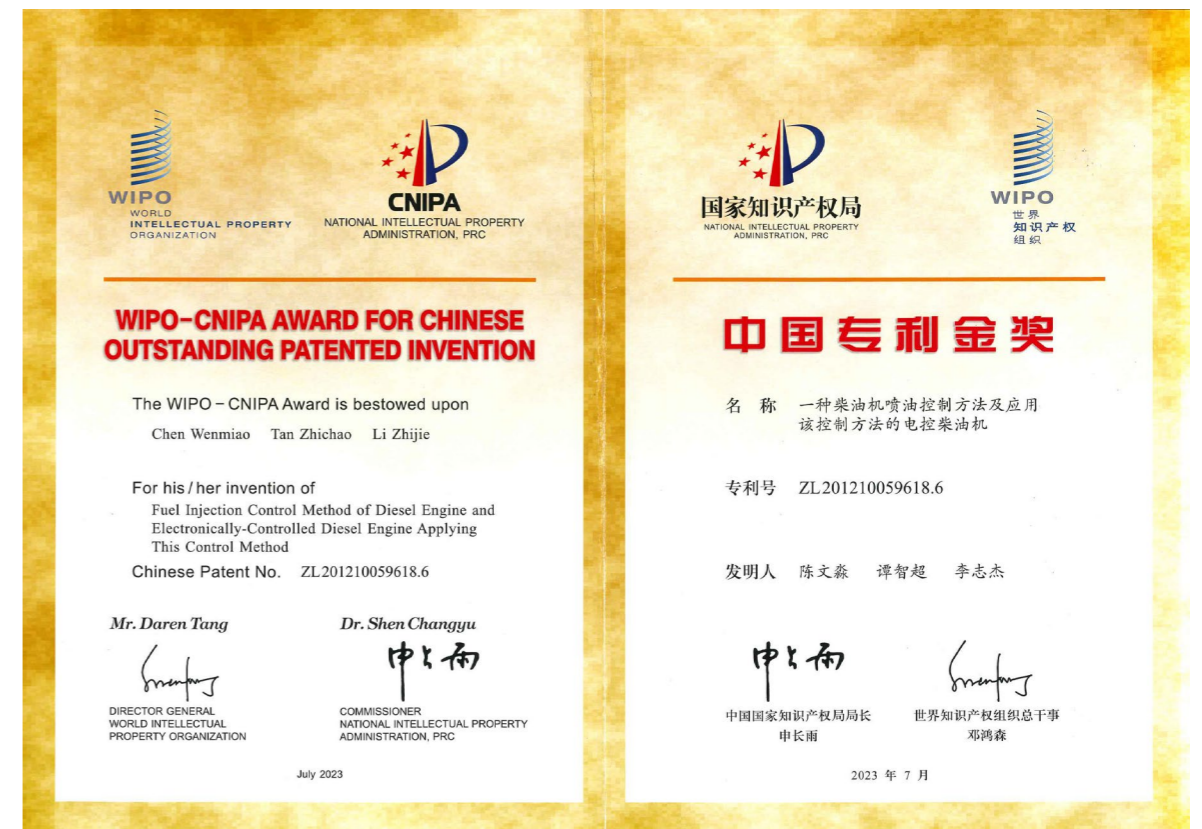 WIPO
WORLD
INTELLECTUAL PROPERTY
ORGANIZATION
CNIPA
NATIONAL INTELLECTUAL PROPERTY
ADMINISTRATION, PRC
WIPO-CNIPA AWARD FOR CHINESE
OUTSTANDING PATENTED INVENTION
The WIPO-CNIPA Award is bestowed upon
Chen Wenmiao Tan Zhichao Li Zhijie
For his/her invention of
Fuel Injection Control Method of Diesel Engine and
Electronically-Controlled Diesel Engine Applying
This Control Method
Chinese Patent No. ZL201210059618.6
Mr. Daren Tang
DIRECTOR GENERAL
WORLD INTELLECTUAL
PROPERTY ORGANIZATION
Dr. Shen Changyu
申长雨
COMMISSIONER
NATIONAL INTELLECTUAL PROPERTY
ADMINISTRATION, PRC
July 2023
国家知识产权局
NATIONAL INTELLECTUAL PROPERTY
ADMINISTRATION, PRC
WIPO
世界
知识产权
组织
中国专利金奖
名 称 一种柴油机喷油控制方法及应用
该控制方法的电控柴油机
专利号 ZL201210059618.6
发明人 陈文淼 谭智超 李志杰
申长雨
中国国家知识产权局局长
申长雨
世界知识产权组织总干事
邓鸿森
2023 年 7 月